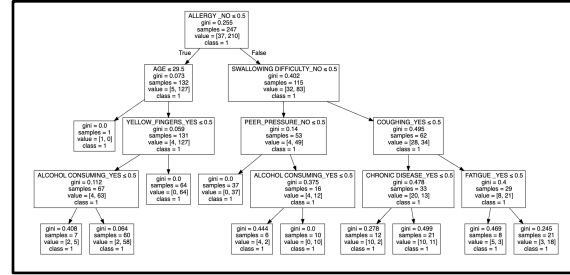 ALLERGY _NO ≤ 0.5
gini = 0.255
samples = 247
value = [37, 210]
class = 1
True
False
AGE ≤ 29.5
gini = 0.073
samples = 132
value = [5, 127]
class = 1
SWALLOWING DIFFICULTY_NO ≤ 0.5
gini = 0.402
samples = 115
value = [32, 83]
class = 1
gini = 0.0
samples = 1
value = [1, 0]
class = 1
YELLOW_FINGERS_YES ≤ 0.5
gini = 0.059
samples = 131
value = [4, 127]
class = 1
PEER_PRESSURE_NO ≤ 0.5
gini = 0.14
samples = 53
value = [4, 49]
class = 1
COUGHING_YES ≤ 0.5
gini = 0.495
samples = 62
value = [28, 34]
class = 1
ALCOHOL CONSUMING_YES ≤ 0.5
gini = 0.112
samples = 67
value = [4, 63]
class = 1
gini = 0.0
samples = 64
value = [0, 64]
class = 1
gini = 0.0
samples = 37
value = [0, 37]
class = 1
ALCOHOL CONSUMING_YES ≤ 0.5
gini = 0.375
samples = 16
value = [4, 12]
class = 1
CHRONIC DISEASE_YES ≤ 0.5
gini = 0.478
samples = 33
value = [20, 13]
class = 1
FATIGUE _YES ≤ 0.5
gini = 0.4
samples = 29
value = [8, 21]
class = 1
gini = 0.408
samples = 7
value = [2, 5]
class = 1
gini = 0.064
samples = 60
value = [2, 58]
class = 1
gini = 0.444
samples = 6
value = [4, 2]
class = 1
gini = 0.0
samples = 10
value = [0, 10]
class = 1
gini = 0.278
samples = 12
value = [10, 2]
class = 1
gini = 0.499
samples = 21
value = [10, 11]
class = 1
gini = 0.469
samples = 8
value = [5, 3]
class = 1
gini = 0.245
samples = 21
value = [3, 18]
class = 1